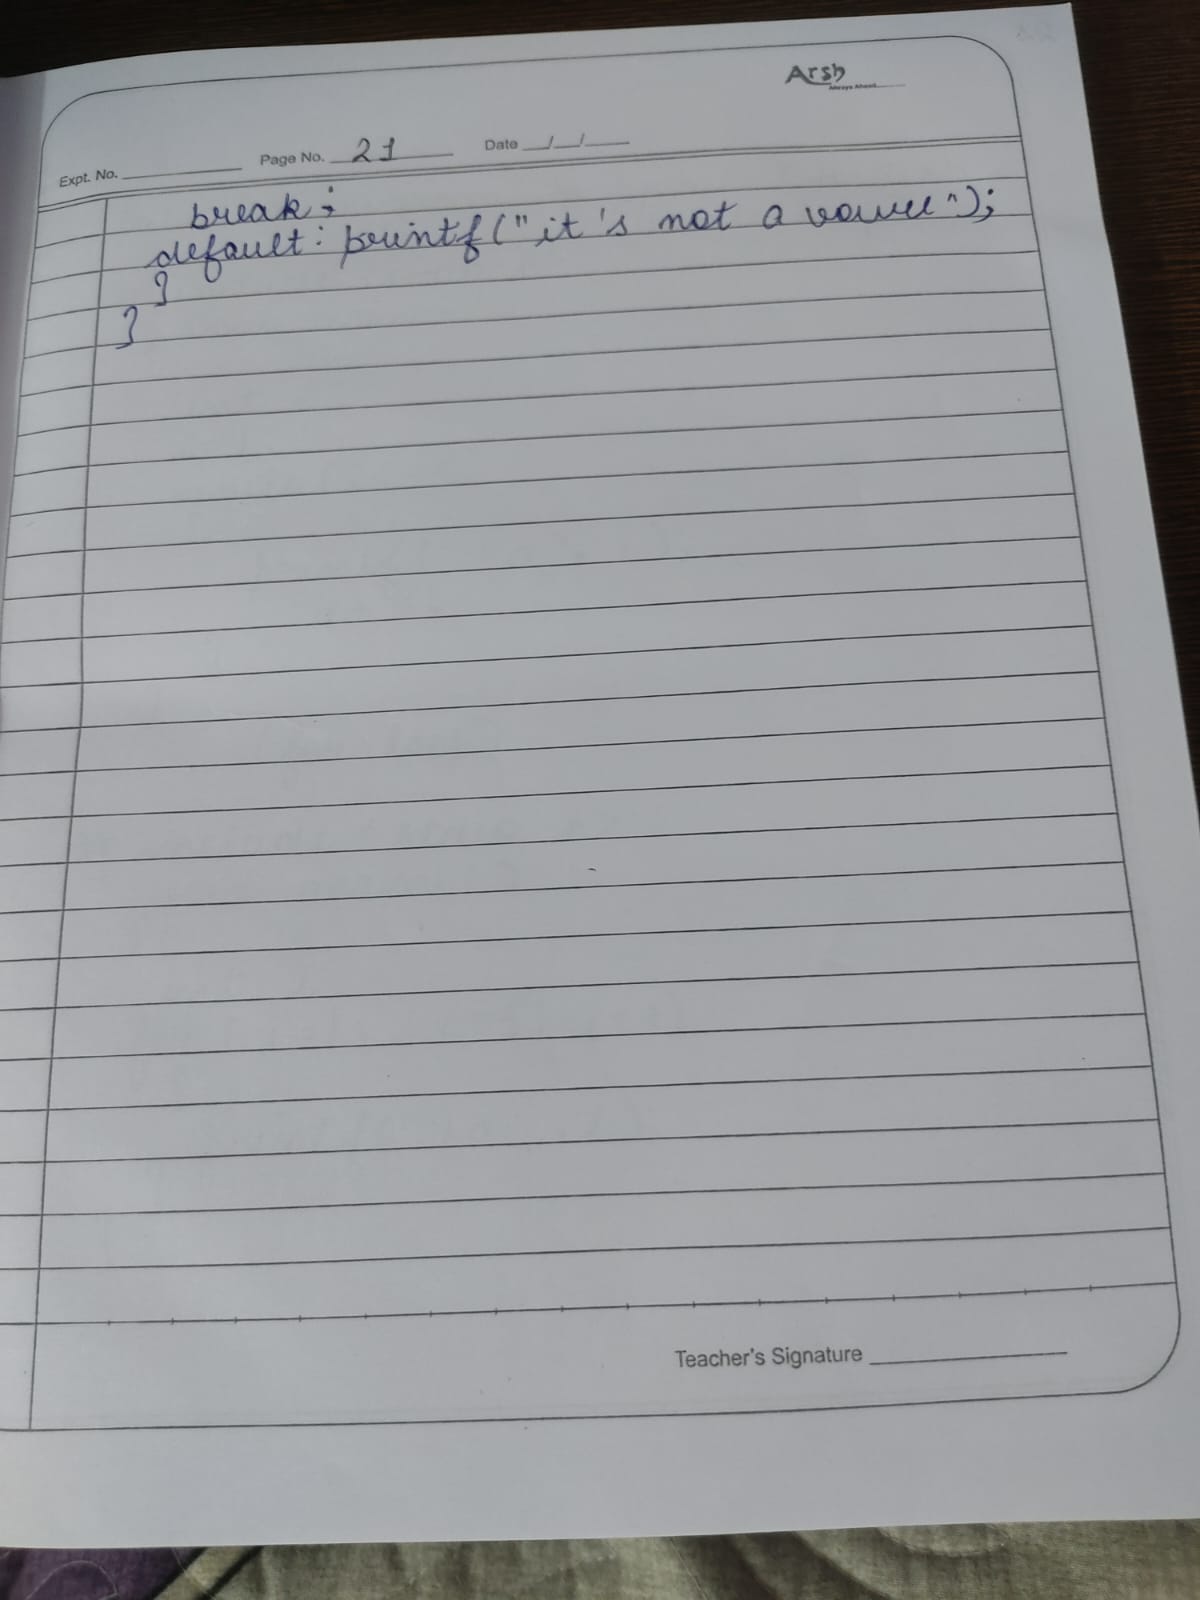 Arsh
Always Ahead......
Expt. No. Page No. 21 Date / /
break;
default: printf("it's not a vowel");
}
}
Teacher's Signature